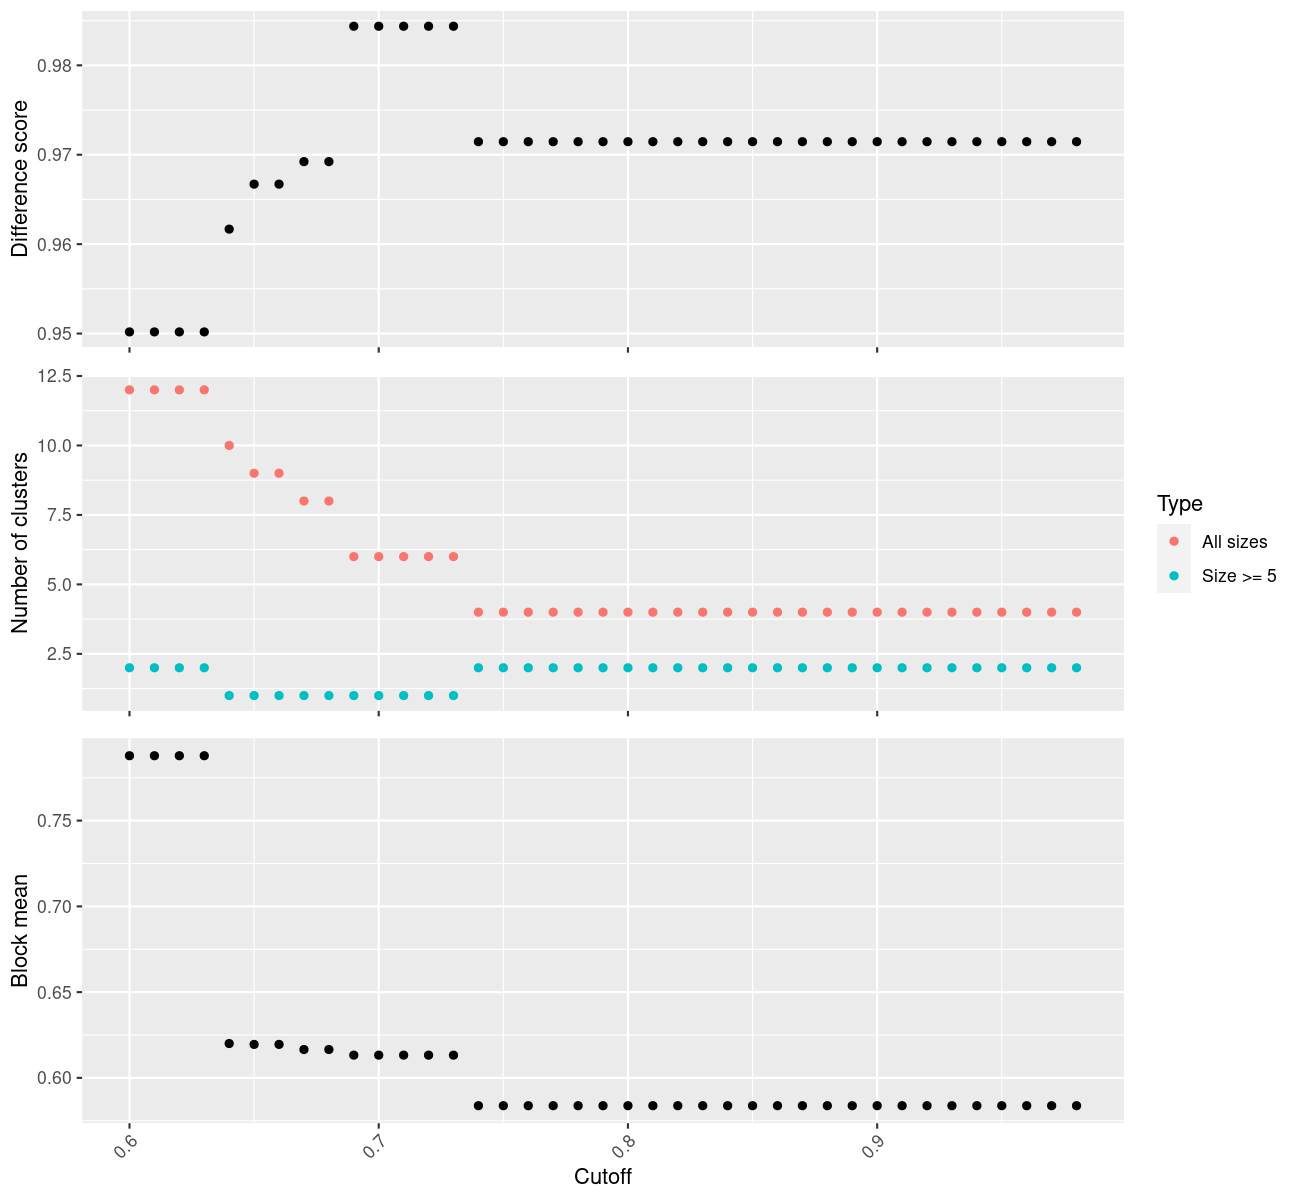 0.98
0.97
0.96
0.95
Difference score
12.5
10.0
7.5
5.0
2.5
Number of clusters
0.75
0.70
0.65
0.60
Block mean
0.6
0.7
0.8
0.9
Cutoff
Type
All sizes
Size >= 5